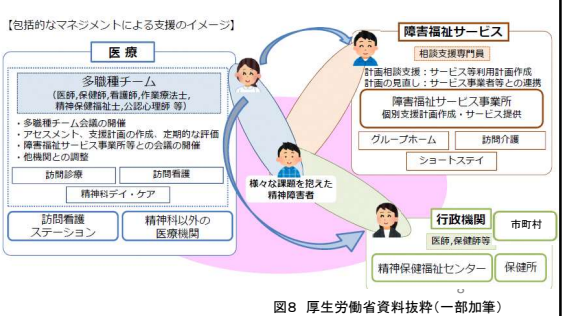 【包括的なマネジメントによる支援のイメージ】
医 療
多職種チーム
（医師,保健師,看護師,作業療法士,
精神保健福祉士,公認心理師 等）
・多職種チーム会議の開催
・アセスメント、支援計画の作成、定期的な評価
・障害福祉サービス事業所等との会議の開催
・他機関との調整
訪問診療
訪問看護
精神科デイ・ケア
訪問看護
ステーション
精神科以外の
医療機関
様々な課題を抱えた
精神障害者
障害福祉サービス
相談支援専門員
計画相談支援：サービス等利用計画作成
計画の見直し：サービス事業者等との連携
障害福祉サービス事業所
個別支援計画作成・サービス提供
グループホーム
訪問介護
ショートステイ
行政機関
市町村
医師,保健師等
精神保健福祉センター
保健所
図8 厚生労働省資料抜粋（一部加筆）